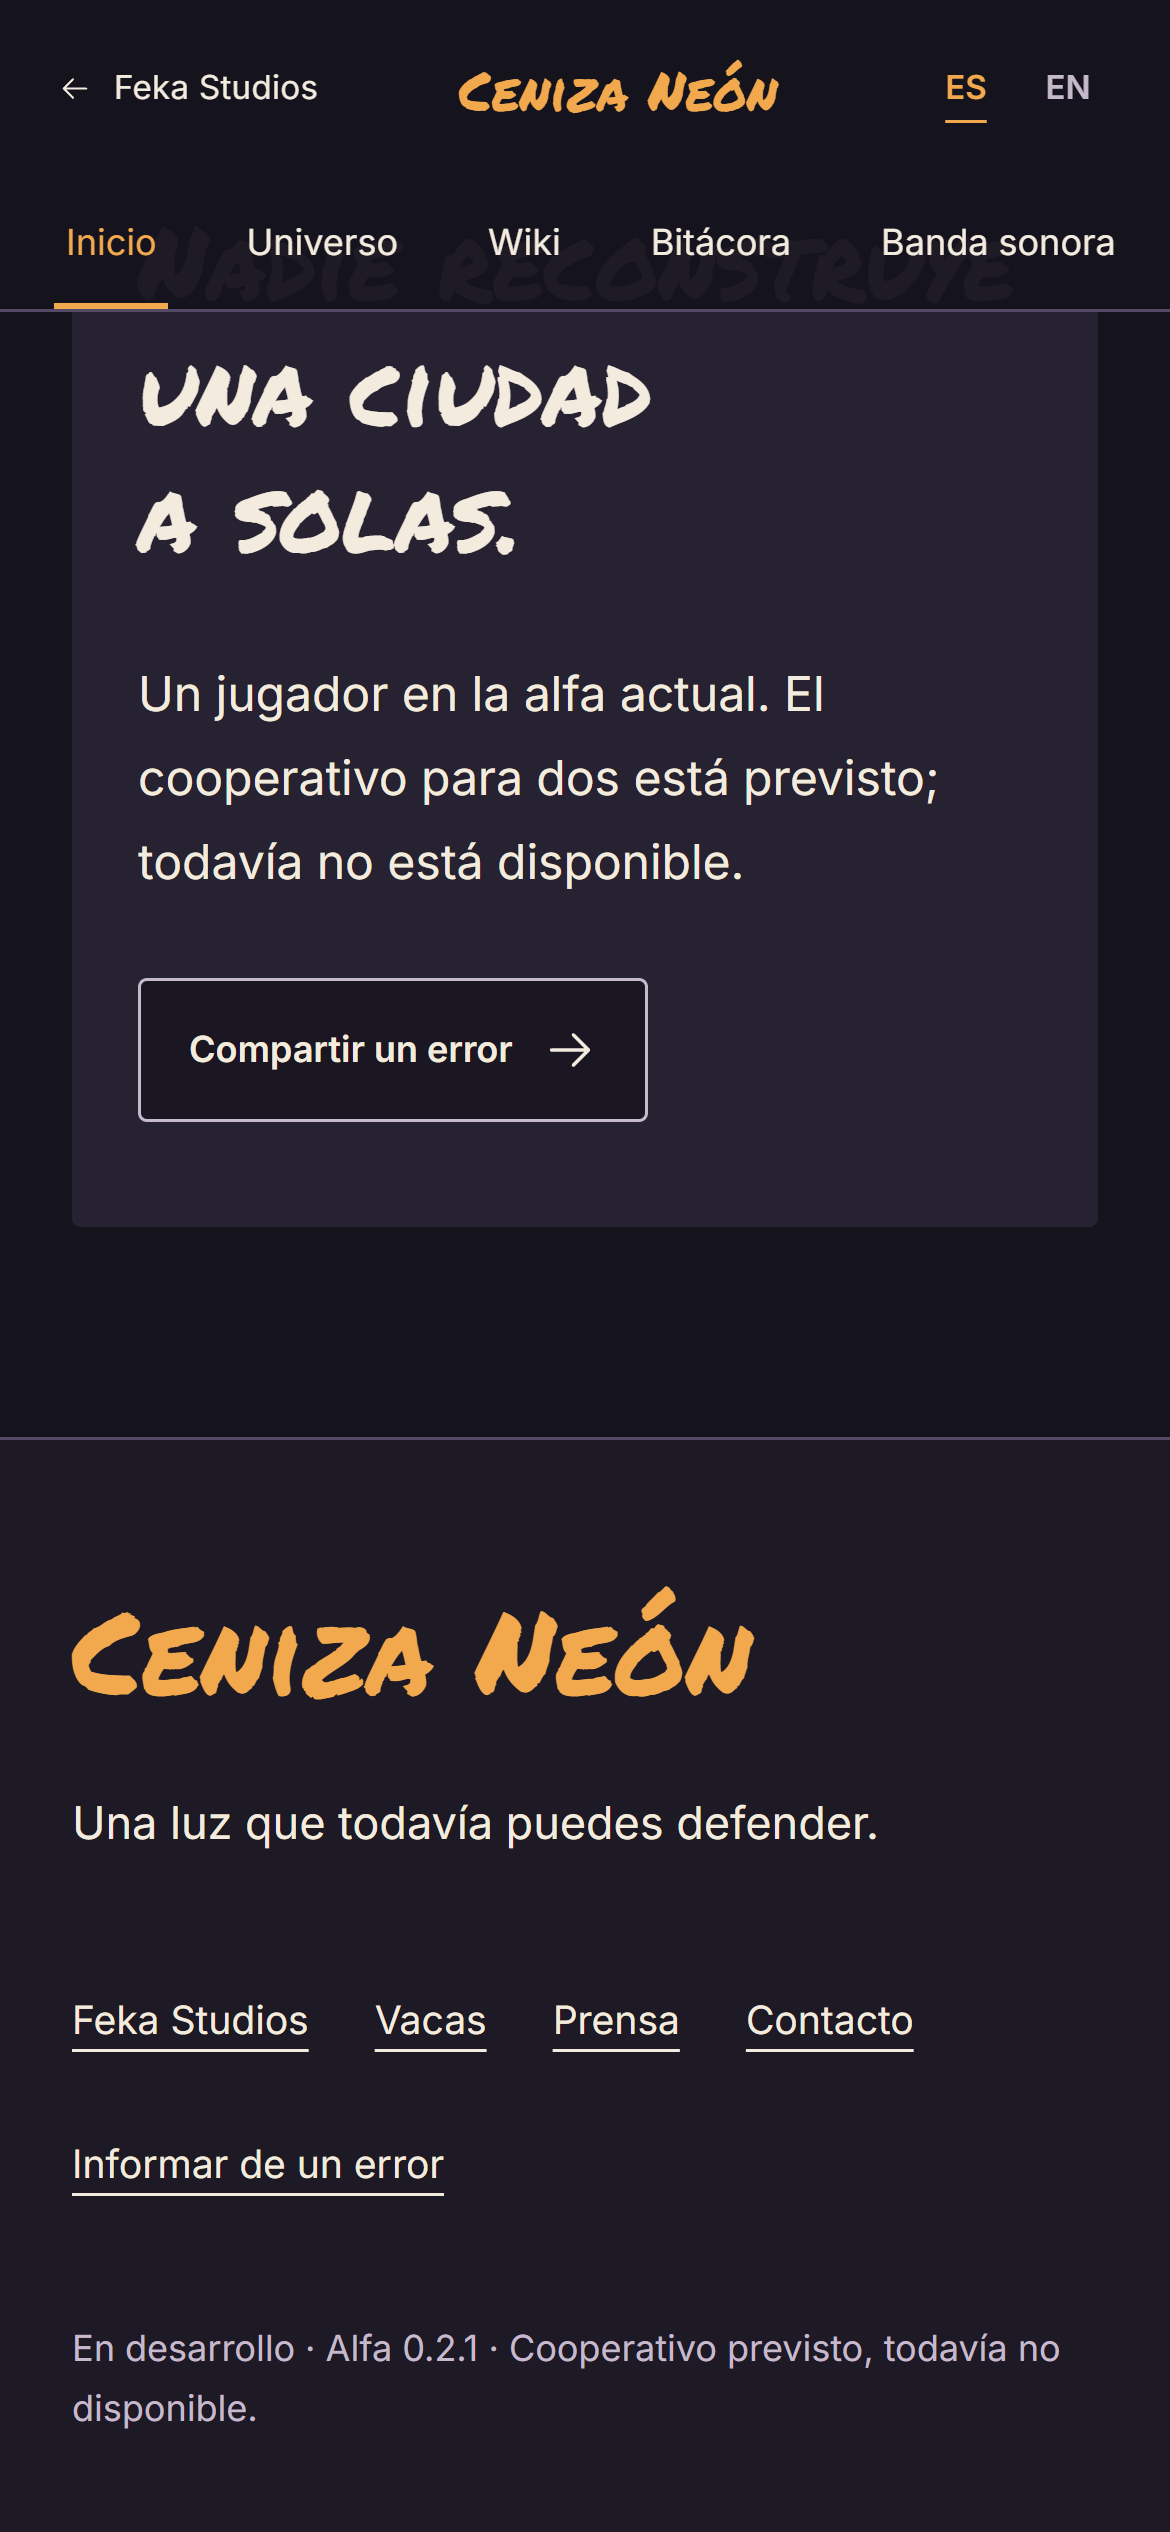 Feka Studios
Ceniza Neón
ES EN
Inicio Universo Wiki Bitácora Banda sonora
Nadie reconstruye
una ciudad
a solas.
Un jugador en la alfa actual. El
cooperativo para dos está previsto;
todavía no está disponible.
Compartir un error
Ceniza Neón
Una luz que todavía puedes defender.
Feka Studios Vacas Prensa Contacto
Informar de un error
En desarrollo · Alfa 0.2.1 · Cooperativo previsto, todavía no
disponible.